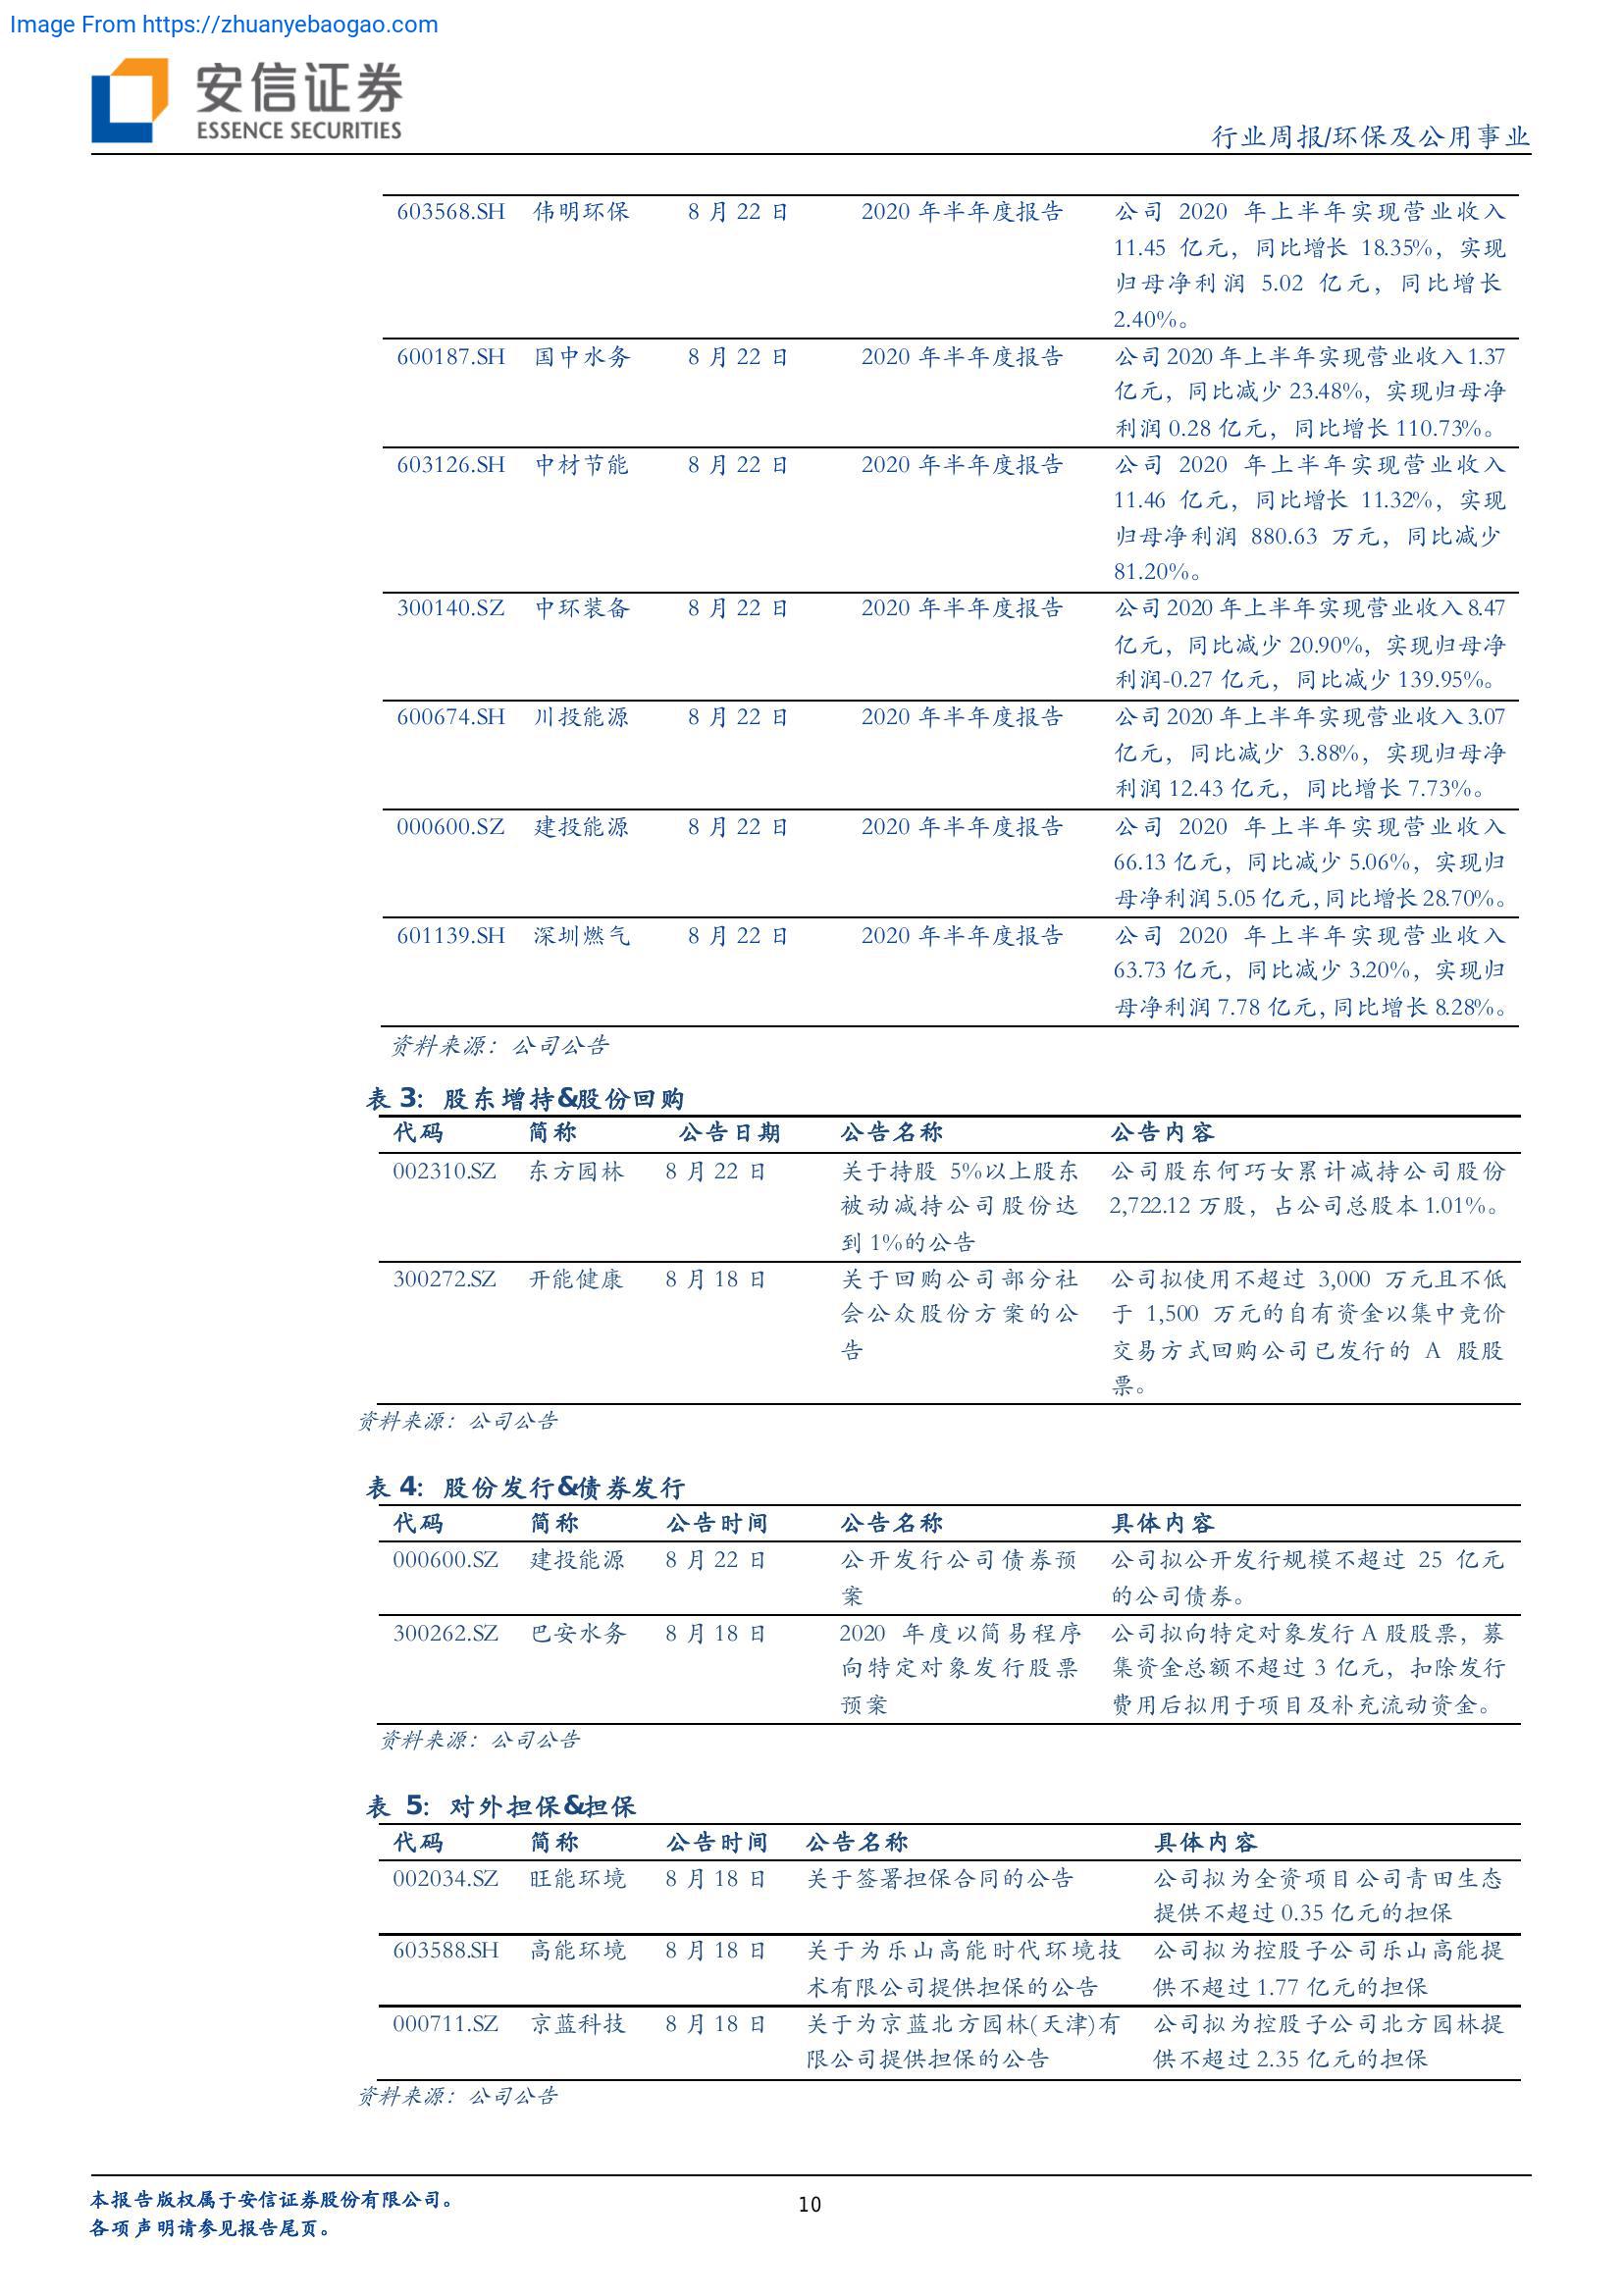 Image From https://zhuanyebaogao.com
安信证券
ESSENCE SECURITIES
行业周报/环保及公用事业
603568.SH 伟明环保 8 月 22 日 2020 年半年度报告 公司 2020 年上半年实现营业收入
11.45 亿元，同比增长 18.35%，实现
归母净利润 5.02 亿元，同比增长
2.40%。
600187.SH 国中水务 8 月 22 日 2020 年半年度报告 公司 2020 年上半年实现营业收入 1.37
亿元，同比减少 23.48%，实现归母净
利润 0.28 亿元，同比增长 110.73%。
603126.SH 中材节能 8 月 22 日 2020 年半年度报告 公司 2020 年上半年实现营业收入
11.46 亿元，同比增长 11.32%，实现
归母净利润 880.63 万元，同比减少
81.20%。
300140.SZ 中环装备 8 月 22 日 2020 年半年度报告 公司 2020 年上半年实现营业收入 8.47
亿元，同比减少 20.90%，实现归母净
利润-0.27 亿元，同比减少 139.95%。
600674.SH 川投能源 8 月 22 日 2020 年半年度报告 公司 2020 年上半年实现营业收入 3.07
亿元，同比减少 3.88%，实现归母净
利润 12.43 亿元，同比增长 7.73%。
000600.SZ 建投能源 8 月 22 日 2020 年半年度报告 公司 2020 年上半年实现营业收入
66.13 亿元，同比减少 5.06%，实现归
母净利润 5.05 亿元，同比增长 28.70%。
601139.SH 深圳燃气 8 月 22 日 2020 年半年度报告 公司 2020 年上半年实现营业收入
63.73 亿元，同比减少 3.20%，实现归
母净利润 7.78 亿元，同比增长 8.28%。
资料来源：公司公告
表 3：股东增持&股份回购
代码 简称 公告日期 公告名称 公告内容
002310.SZ 东方园林 8 月 22 日 关于持股 5%以上股东 公司股东何巧女累计减持公司股份
被动减持公司股份达 2,722.12 万股，占公司总股本 1.01%。
到 1%的公告
300272.SZ 开能健康 8 月 18 日 关于回购公司部分社 公司拟使用不超过 3,000 万元且不低
会公众股份方案的公 于 1,500 万元的自有资金以集中竞价
告 交易方式回购公司已发行的 A 股股
票。
资料来源：公司公告
表 4：股份发行&债券发行
代码 简称 公告时间 公告名称 具体内容
000600.SZ 建投能源 8 月 22 日 公开发行公司债券预 公司拟公开发行规模不超过 25 亿元
案 的公司债券。
300262.SZ 巴安水务 8 月 18 日 2020 年度以简易程序 公司拟向特定对象发行 A 股股票，募
向特定对象发行股票 集资金总额不超过 3 亿元，扣除发行
预案 费用后拟用于项目及补充流动资金。
资料来源：公司公告
表 5：对外担保&担保
代码 简称 公告时间 公告名称 具体内容
002034.SZ 旺能环境 8 月 18 日 关于签署担保合同的公告 公司拟为全资项目公司青田生态
提供不超过 0.35 亿元的担保
603588.SH 高能环境 8 月 18 日 关于为乐山高能时代环境技 公司拟为控股子公司乐山高能提
术有限公司提供担保的公告 供不超过 1.77 亿元的担保
000711.SZ 京蓝科技 8 月 18 日 关于为京蓝北方园林(天津)有 公司拟为控股子公司北方园林提
限公司提供担保的公告 供不超过 2.35 亿元的担保
资料来源：公司公告
本报告版权属于安信证券股份有限公司。
各项声明请参见报告尾页。
10